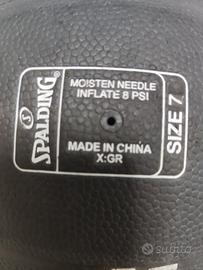 MOISTEN NEEDLE
INFLATE 8 PSI
MADE IN CHINA
X:GR
SPALDING
S
SIZE 7
subito